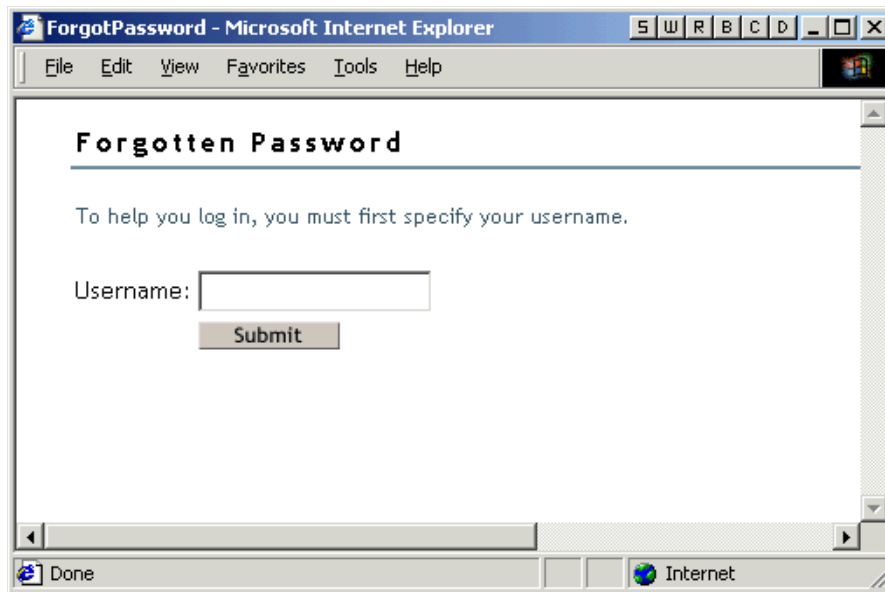 ForgotPassword - Microsoft Internet Explorer S W R B C D
File Edit View Favorites Tools Help
Forgotten Password
To help you log in, you must first specify your username.
Username:
Submit
Done Internet